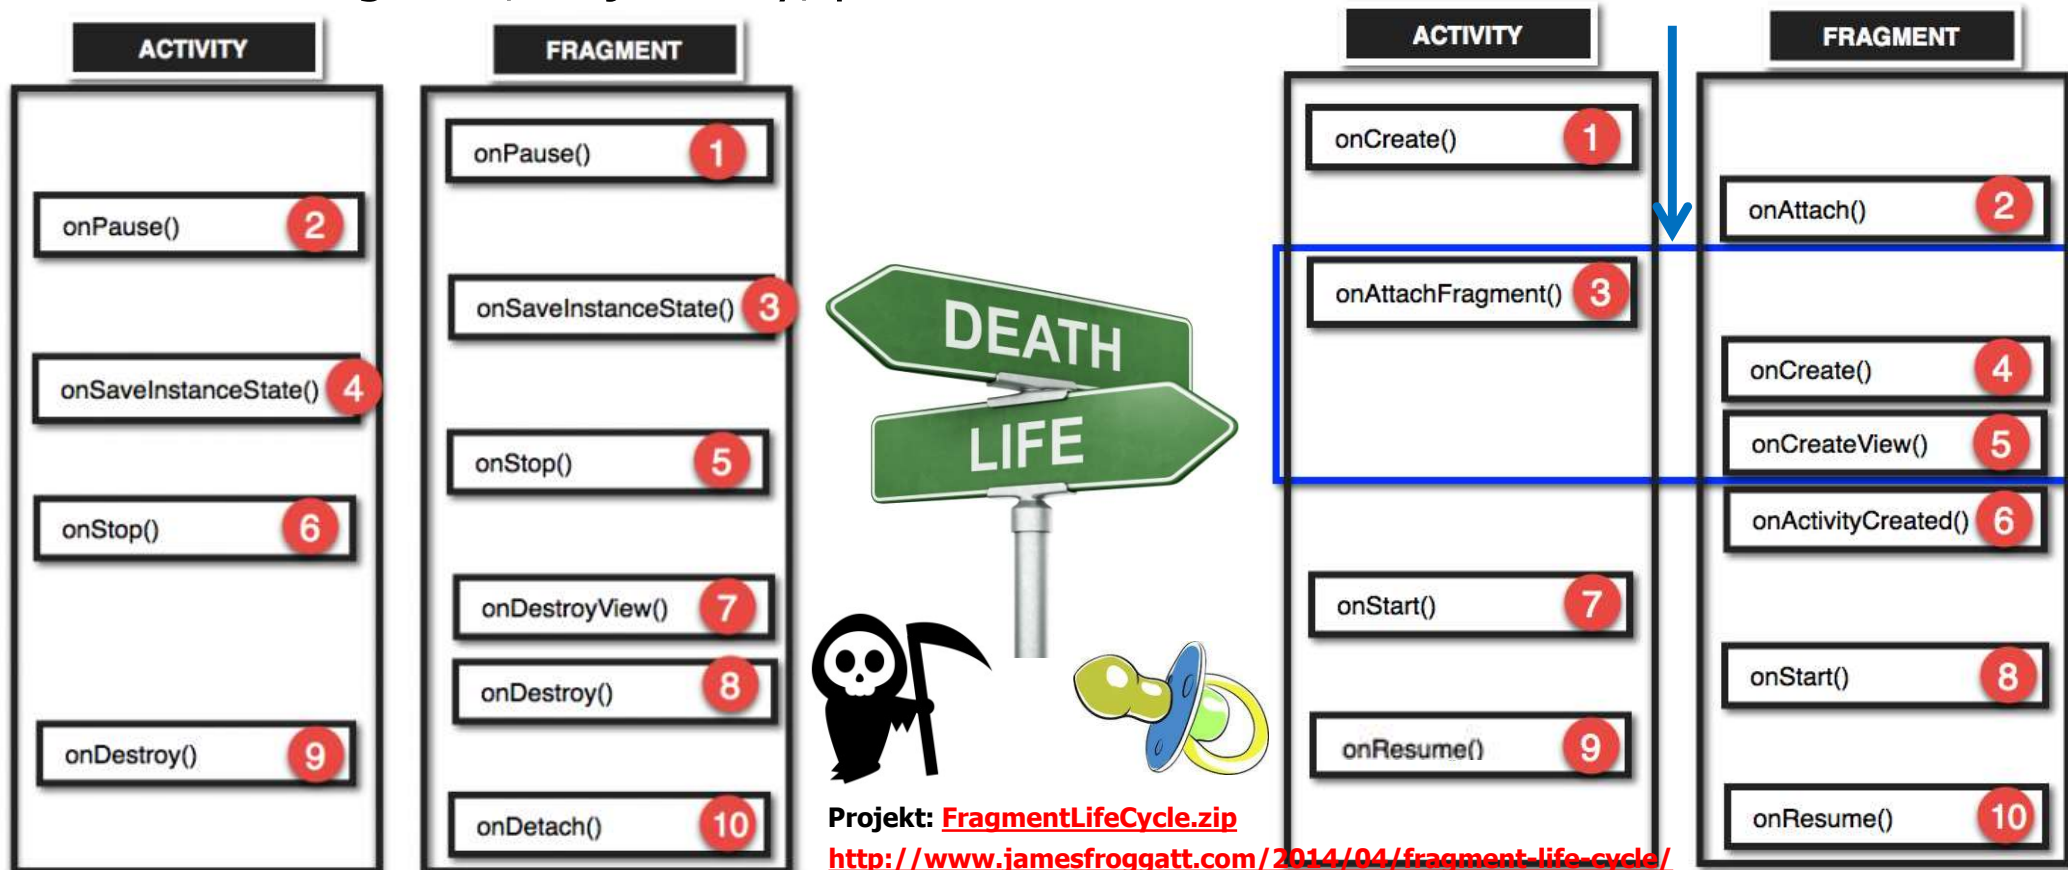 ACTIVITY
FRAGMENT
onPause() 1
onPause() 2
onSaveInstanceState() 3
onSaveInstanceState() 4
onStop() 5
onStop() 6
onDestroyView() 7
onDestroy() 8
onDestroy() 9
onDetach() 10
DEATH
LIFE
Projekt: FragmentLifeCycle.zip
http://www.jamesfroggatt.com/2014/04/fragment-life-cycle/
ACTIVITY
FRAGMENT
onCreate() 1
onAttach() 2
onAttachFragment() 3
onCreate() 4
onCreateView() 5
onActivityCreated() 6
onStart() 7
onStart() 8
onResume() 9
onResume() 10